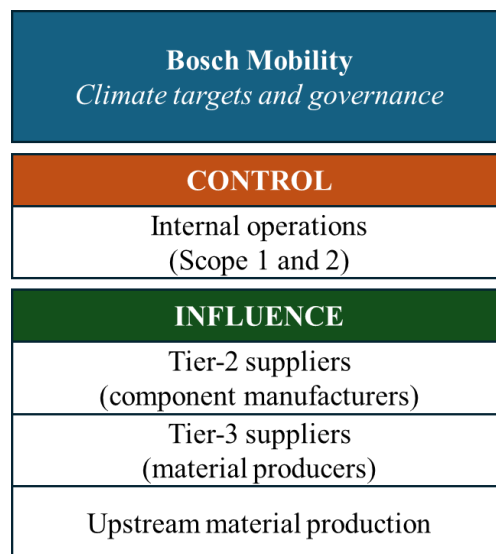 Bosch Mobility
Climate targets and governance
CONTROL
Internal operations
(Scope 1 and 2)
INFLUENCE
Tier-2 suppliers
(component manufacturers)
Tier-3 suppliers
(material producers)
Upstream material production